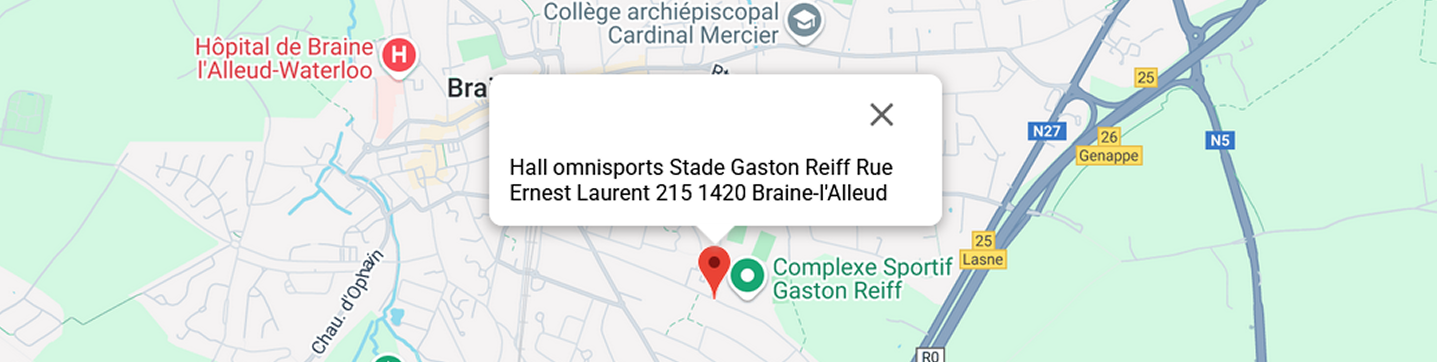 Collège archiépiscopal
Cardinal Mercier
Hôpital de Braine
l'Alleud-Waterloo
H
25
N27
26
Genappe
N5
Hall omnisports Stade Gaston Reiff Rue
Ernest Laurent 215 1420 Braine-l'Alleud
25
Lasne
Complexe Sportif
Gaston Reiff
Chau. d'Ophain
R0